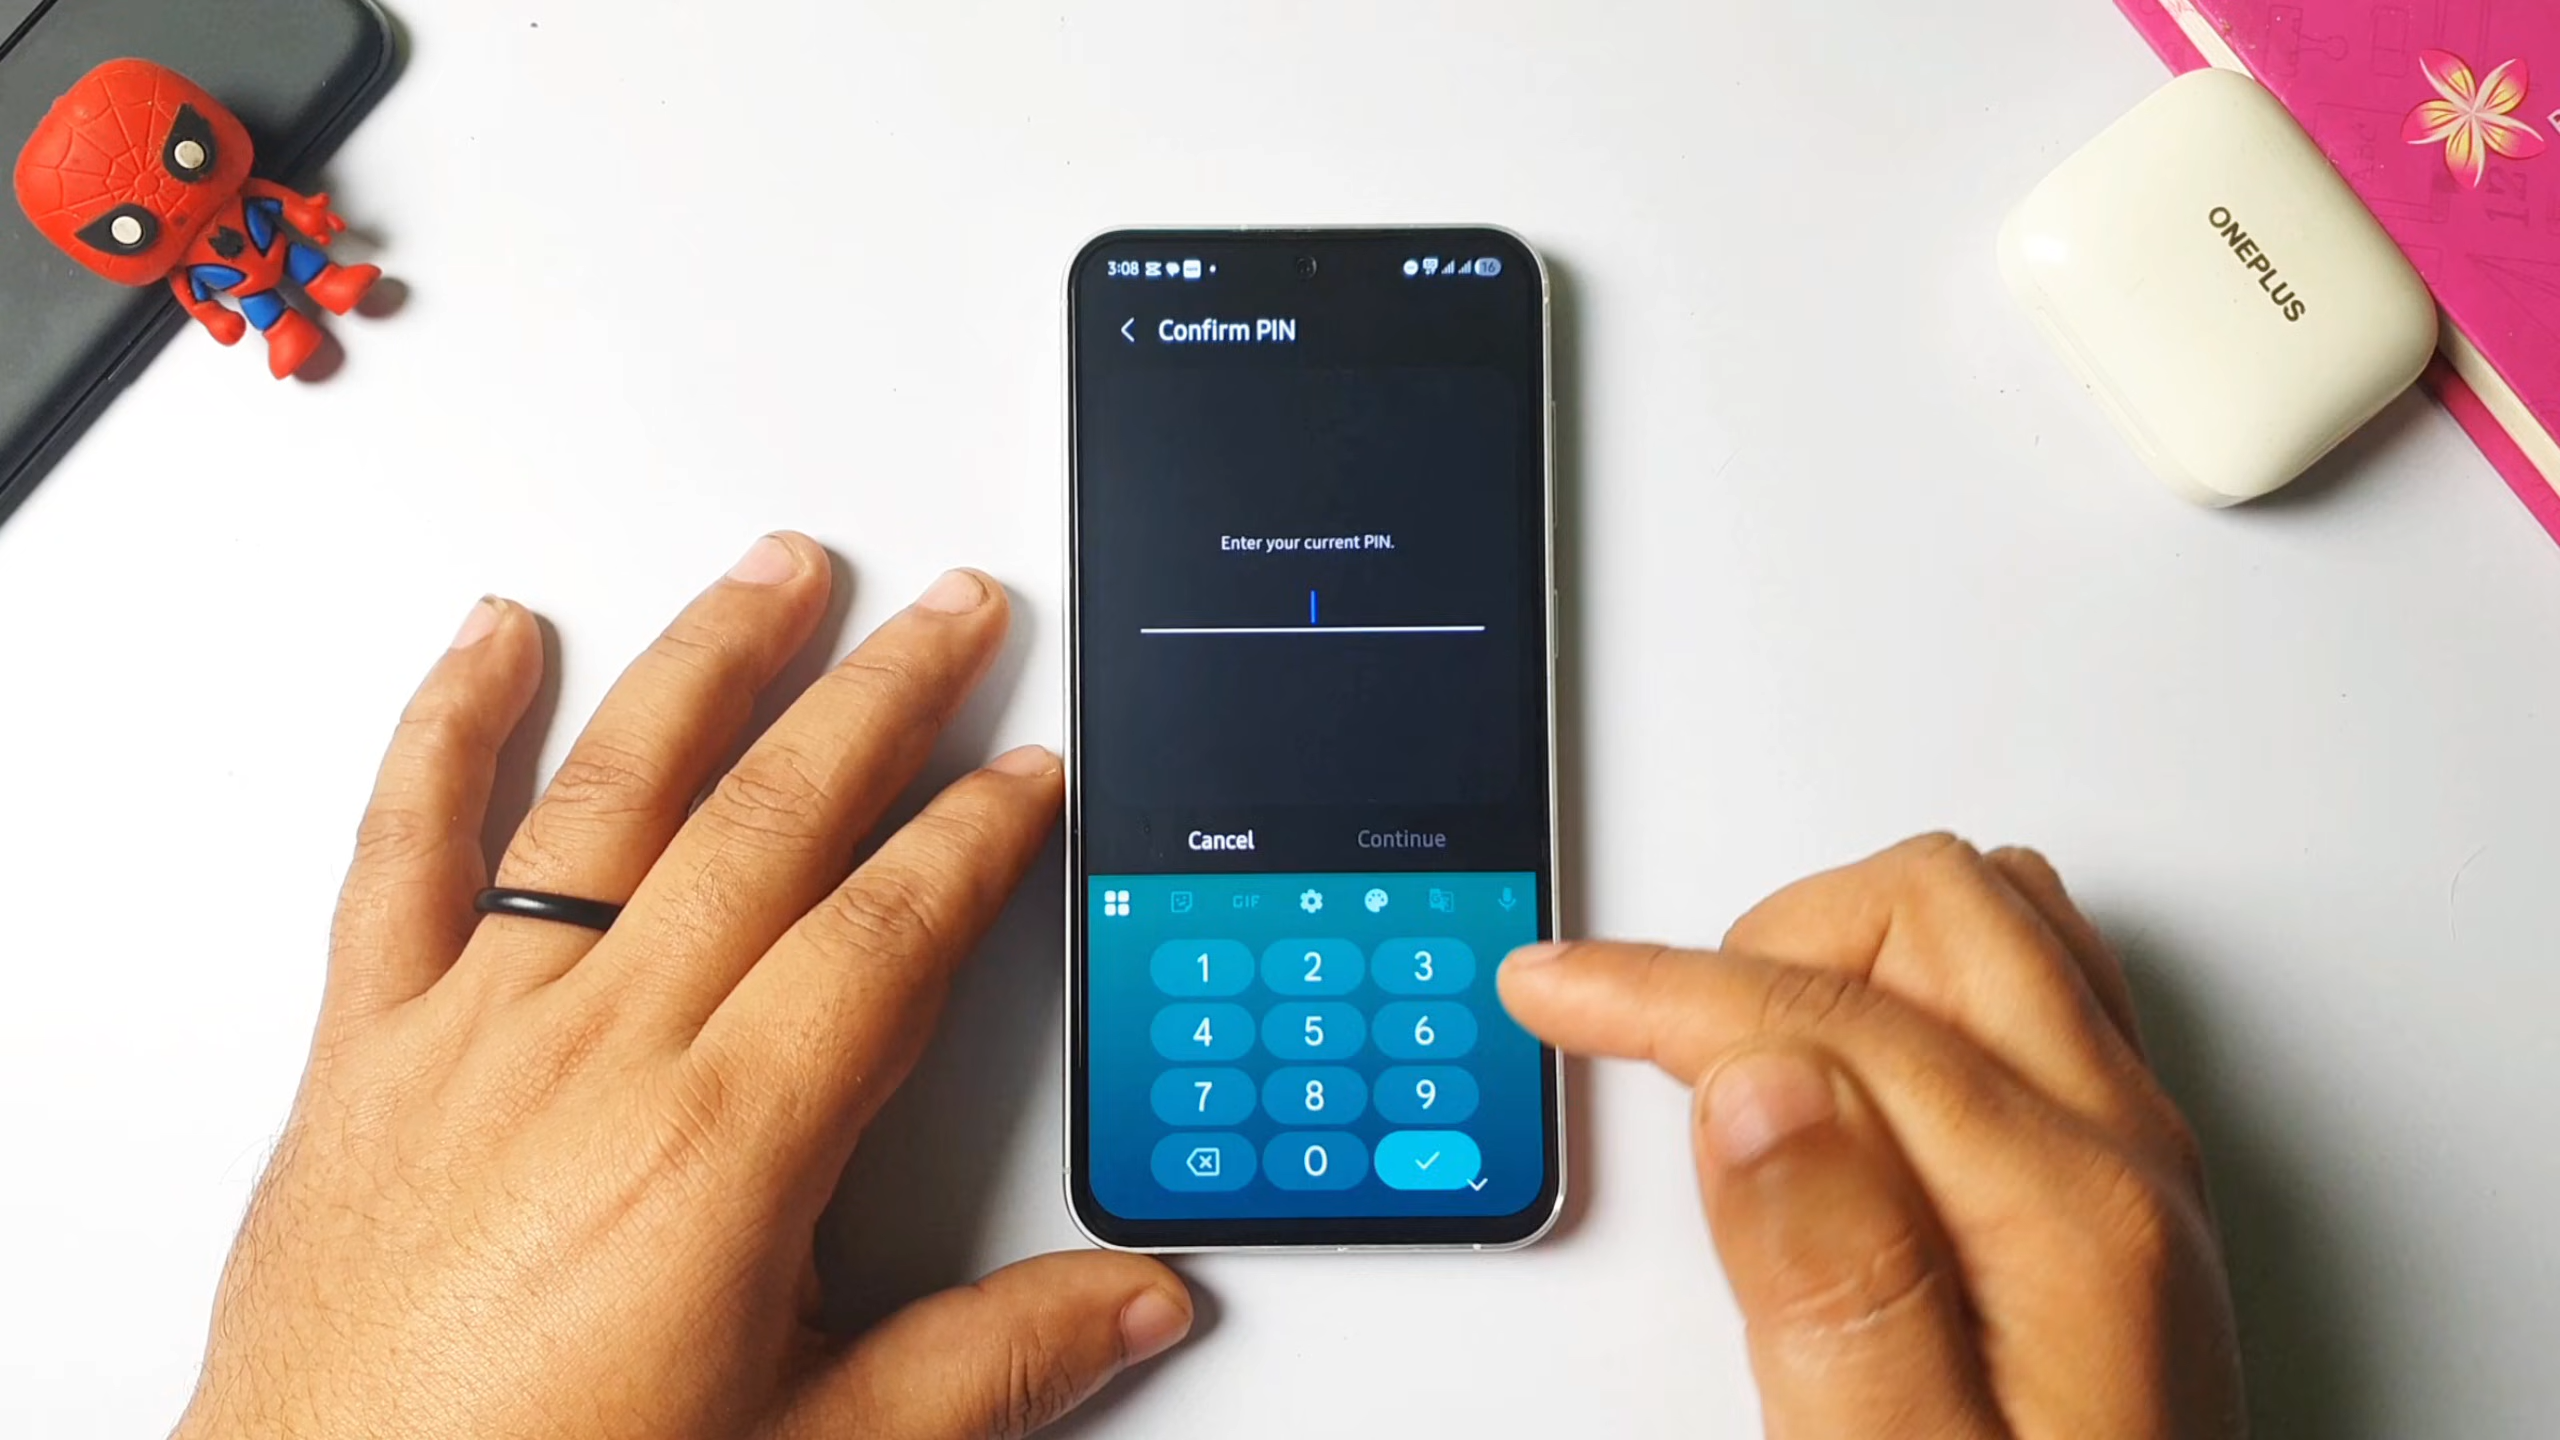 3:08
16
Confirm PIN
Enter your current PIN.
Cancel
Continue
GIF
1 2 3
4 5 6
7 8 9
0
ONEPLUS